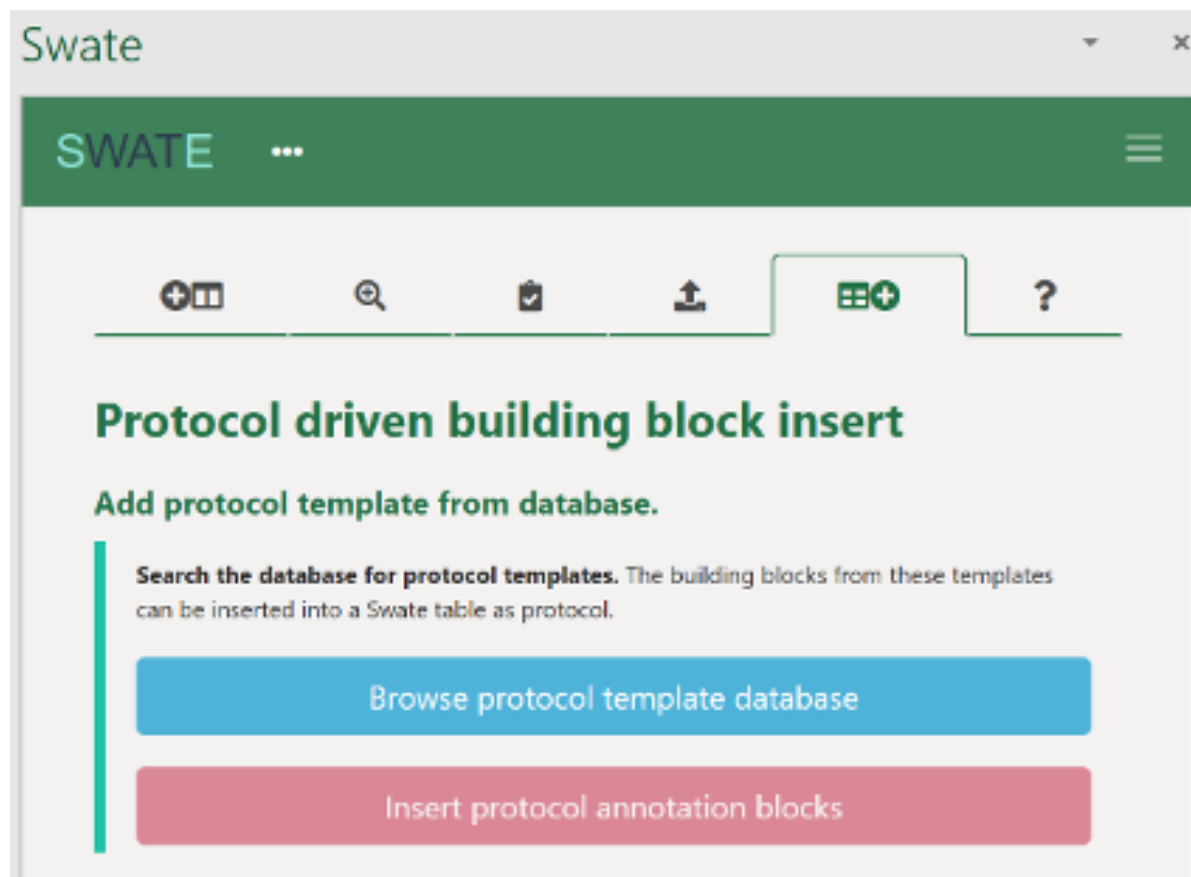 Swate
SWATE
?
Protocol driven building block insert
Add protocol template from database.
Search the database for protocol templates. The building blocks from these templates
can be inserted into a Swate table as protocol.
Browse protocol template database
Insert protocol annotation blocks